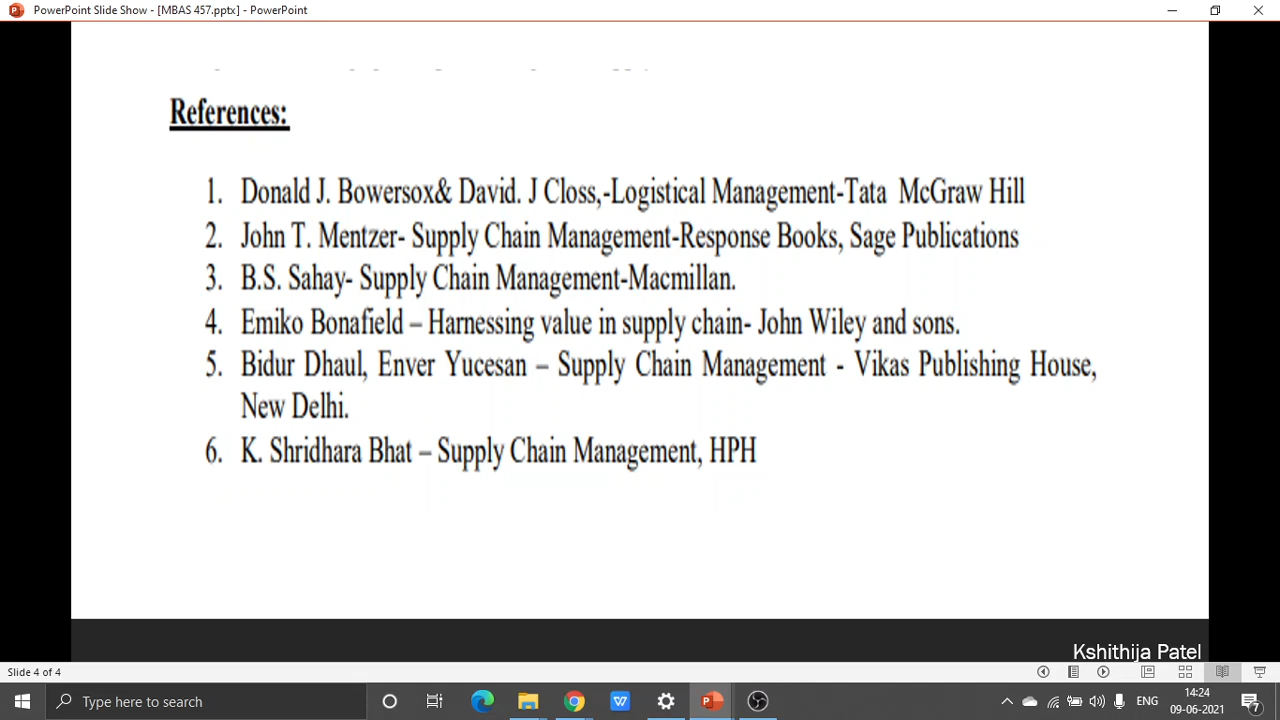 PowerPoint Slide Show - [MBAS 457.pptx] - PowerPoint
References:
1. Donald J. Bowersox& David. J Closs,-Logistical Management-Tata McGraw Hill
2. John T. Mentzer- Supply Chain Management-Response Books, Sage Publications
3. B.S. Sahay- Supply Chain Management-Macmillan.
4. Emiko Bonafield – Harnessing value in supply chain- John Wiley and sons.
5. Bidur Dhaul, Enver Yucesan – Supply Chain Management - Vikas Publishing House,
New Delhi.
6. K. Shridhara Bhat – Supply Chain Management, HPH
Kshithija Patel
Slide 4 of 4
Type here to search
ENG
14:24
09-06-2021
7